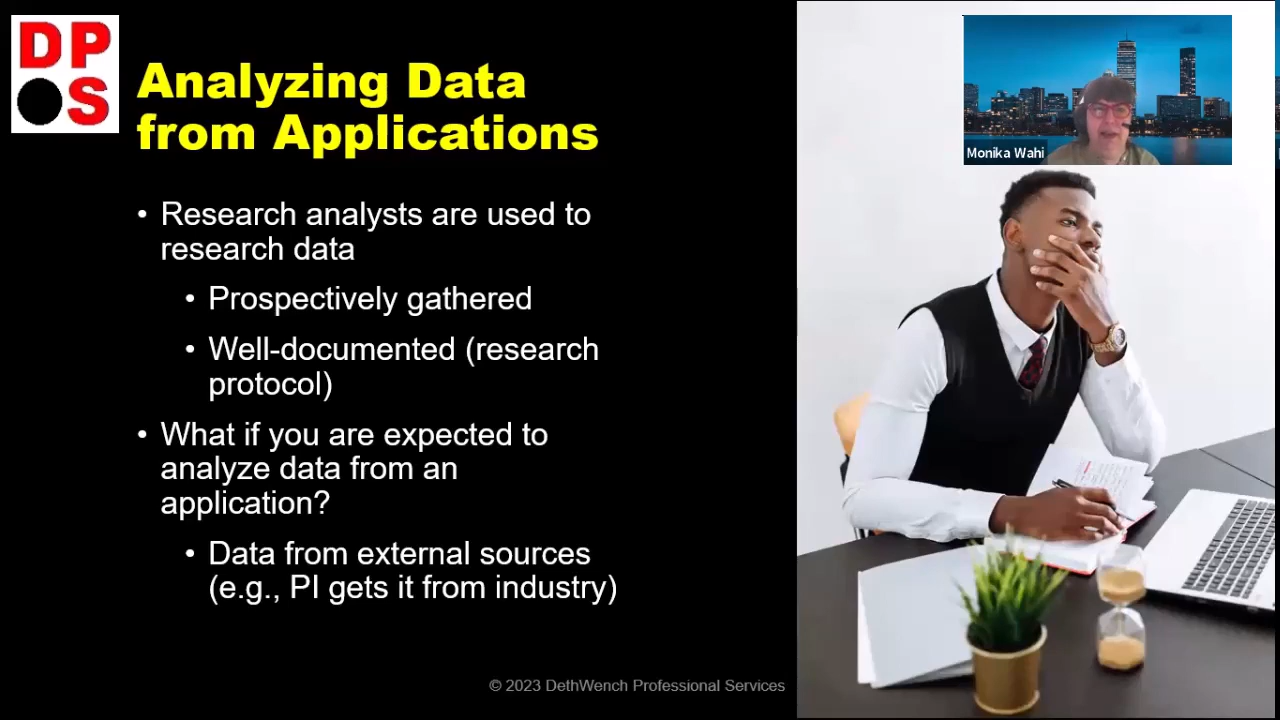 DP
S
Analyzing Data
from Applications
• Research analysts are used to
research data
• Prospectively gathered
• Well-documented (research
protocol)
• What if you are expected to
analyze data from an
application?
• Data from external sources
(e.g., PI gets it from industry)
© 2023 DethWench Professional Services
Monika Wahi